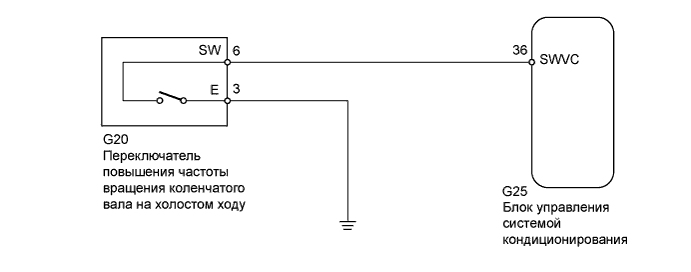 SW 6
36 SWVC
E 3
G20
Переключатель
повышения частоты
вращения коленчатого
вала на холостом ходу
G25
Блок управления
системой
кондиционирования